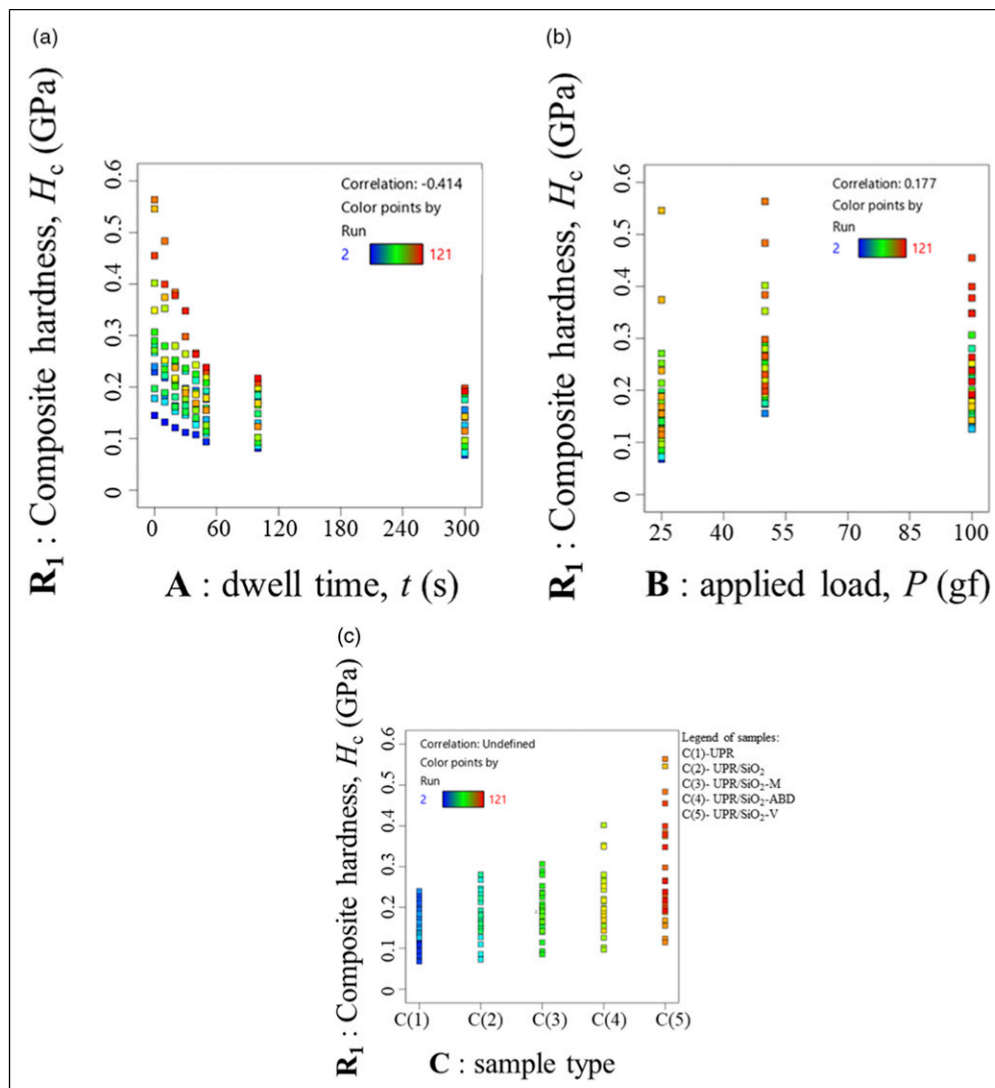 (a)
R₁ : Composite hardness, Hc (GPa)
0.6
0.5
0.4
0.3
0.2
0.1
0
Correlation: -0.414
Color points by
Run
2 121
0 60 120 180 240 300
A : dwell time, t (s)
(b)
R₁ : Composite hardness, Hc (GPa)
0.6
0.5
0.4
0.3
0.2
0.1
0
Correlation: 0.177
Color points by
Run
2 121
25 40 55 70 85 100
B : applied load, P (gf)
(c)
R₁ : Composite hardness, Hc (GPa)
0.6
0.5
0.4
0.3
0.2
0.1
0
Correlation: Undefined
Color points by
Run
2 121
Legend of samples:
C(1)-UPR
C(2)- UPR/SiO₂
C(3)- UPR/SiO₂-M
C(4)- UPR/SiO₂-ABD
C(5)- UPR/SiO₂-V
C(1) C(2) C(3) C(4) C(5)
C : sample type